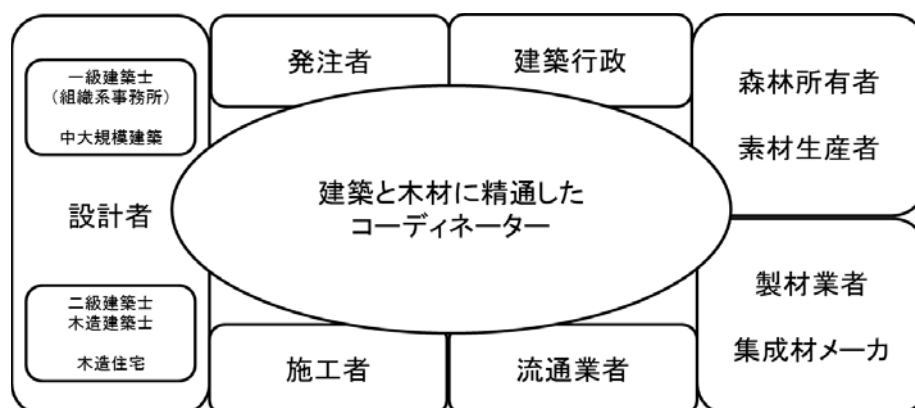 一級建築士
（組織系事務所）
中大規模建築
設計者
二級建築士
木造建築士
木造住宅
発注者
建築行政
建築と木材に精通した
コーディネーター
施工者
流通業者
森林所有者
素材生産者
製材業者
集成材メーカ